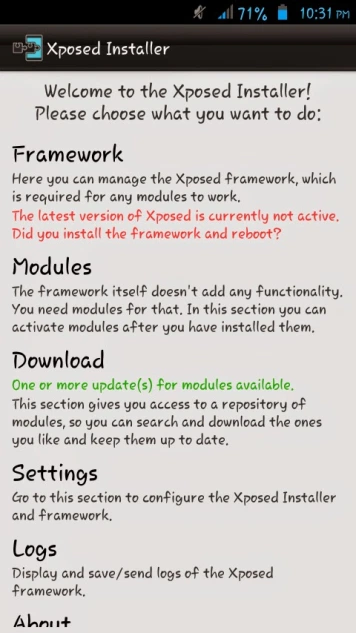 71% 10:31 PM
Xposed Installer
Welcome to the Xposed Installer!
Please choose what you want to do:
Framework
Here you can manage the Xposed framework, which
is required for any modules to work.
The latest version of Xposed is currently not active.
Did you install the framework and reboot?
Modules
The framework itself doesn't add any functionality.
You need modules for that. In this section you can
activate modules after you have installed them.
Download
One or more update(s) for modules available.
This section gives you access to a repository of
modules, so you can search and download the ones
you like and keep them up to date.
Settings
Go to this section to configure the Xposed Installer
and framework.
Logs
Display and save/send logs of the Xposed
framework.
About